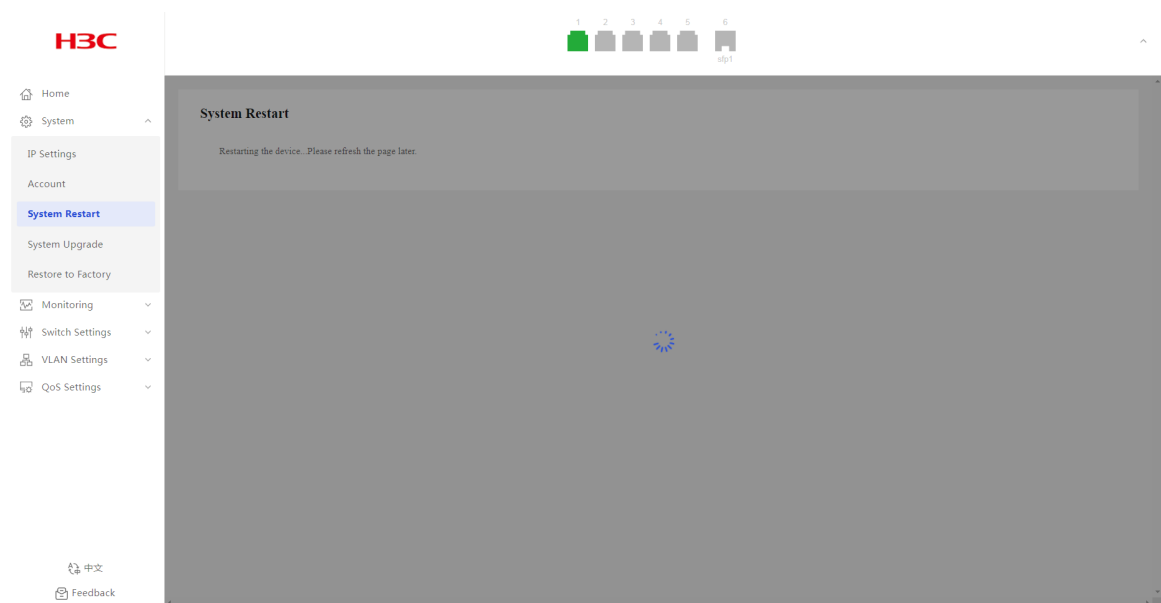 H3C
1 2 3 4 5 6
sfp1
Home
System
IP Settings
Account
System Restart
System Upgrade
Restore to Factory
Monitoring
Switch Settings
VLAN Settings
QoS Settings
中文
Feedback
System Restart
Restarting the device...Please refresh the page later.